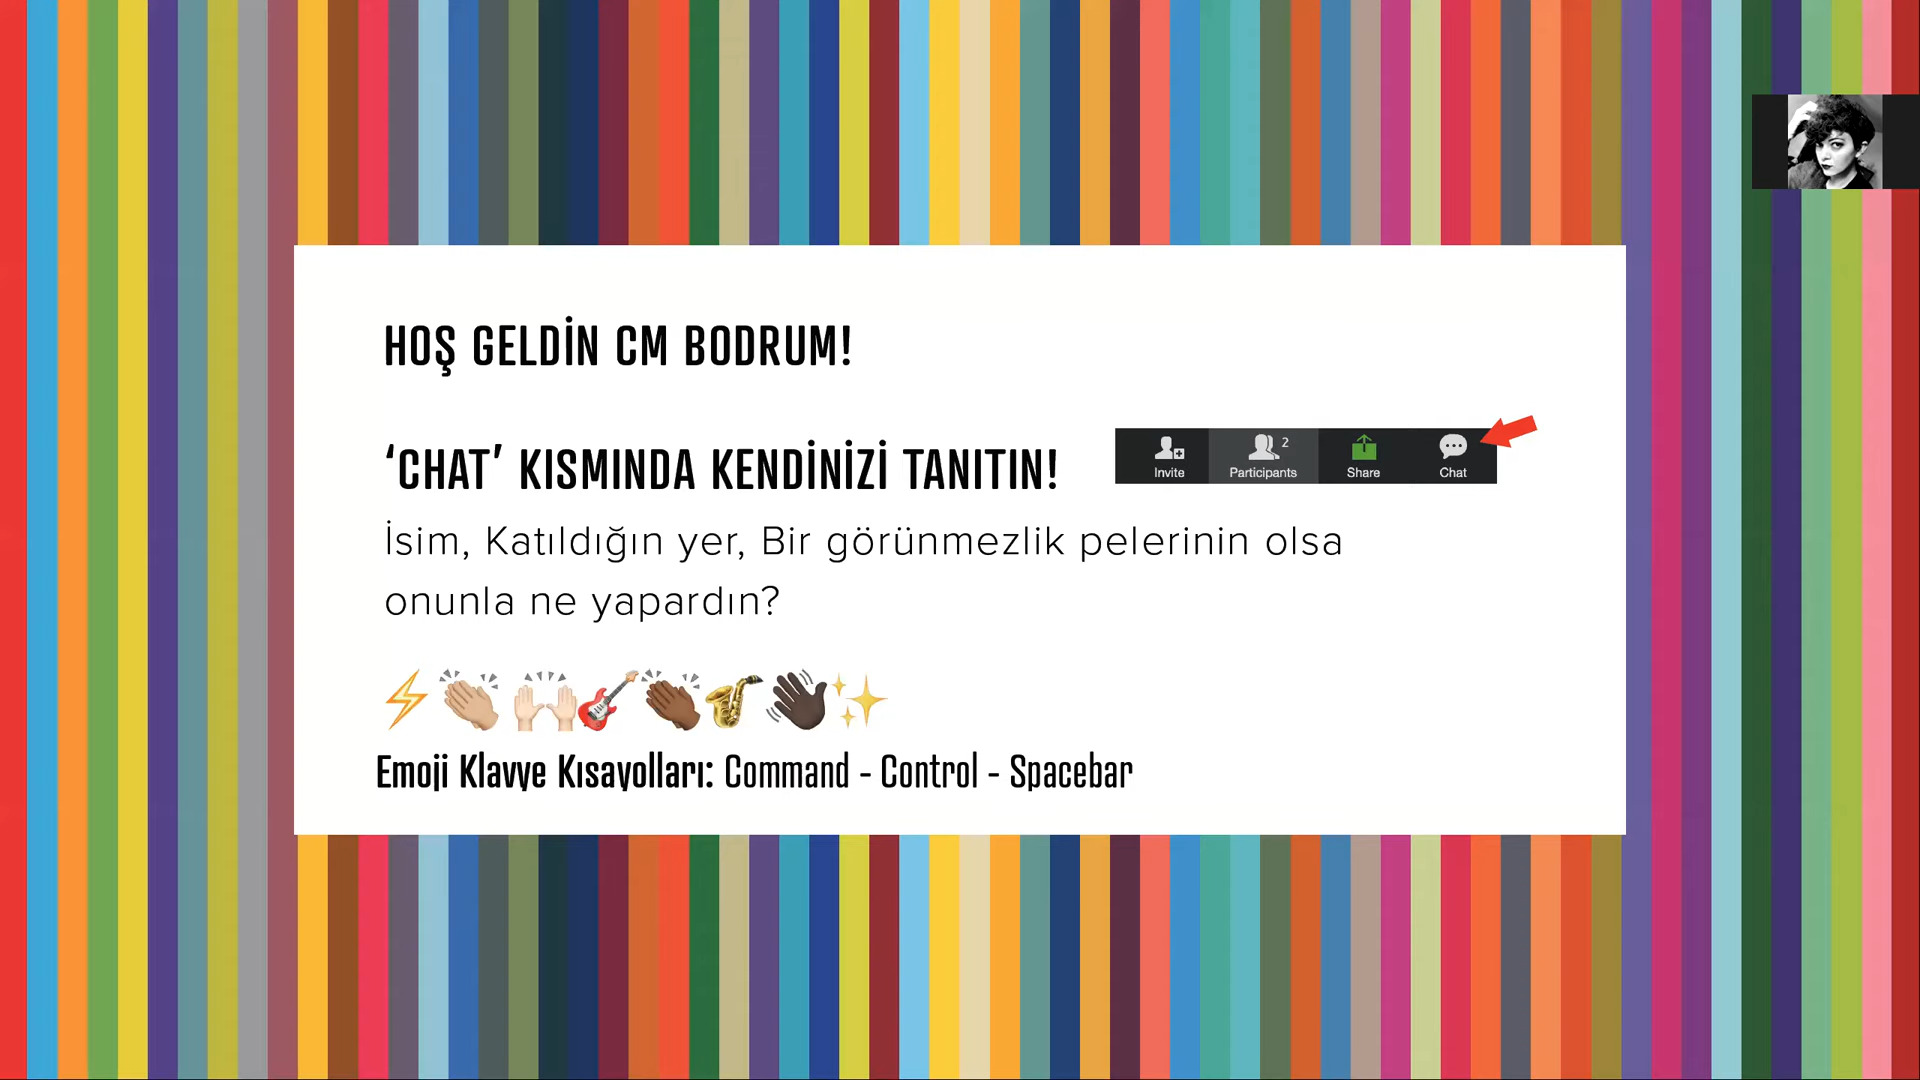 HOŞ GELDİN CM BODRUM!
‘CHAT’ KISMINDA KENDİNİZİ TANITIN!
2
Invite Participants Share Chat
İsim, Katıldığın yer, Bir görünmezlik pelerinin olsa
onunla ne yapardın?
Emoji Klavye Kısayolları: Command - Control - Spacebar